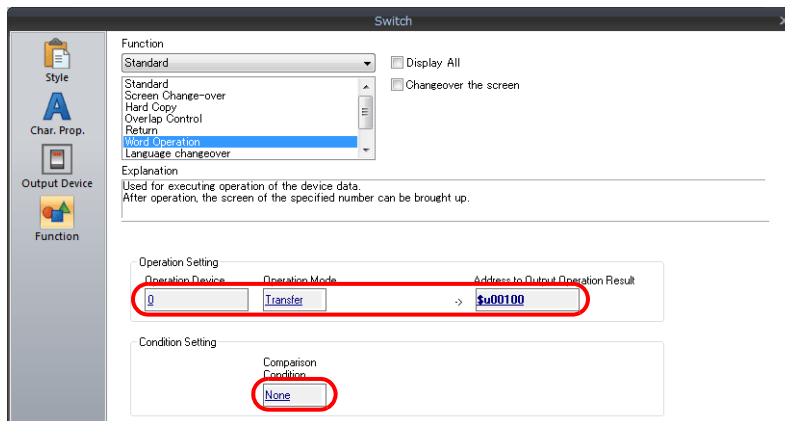 Switch
Style
Char. Prop.
Output Device
Function
Function
Standard
Display All
Changeover the screen
Standard
Screen Change-over
Hard Copy
Overlap Control
Return
Word Operation
Language changeover
Explanation
Used for executing operation of the device data.
After operation, the screen of the specified number can be brought up.
Operation Setting
Operation Device Operation Mode Address to Output Operation Result
0 Transfer -> $u00100
Condition Setting
Comparison
Condition
None